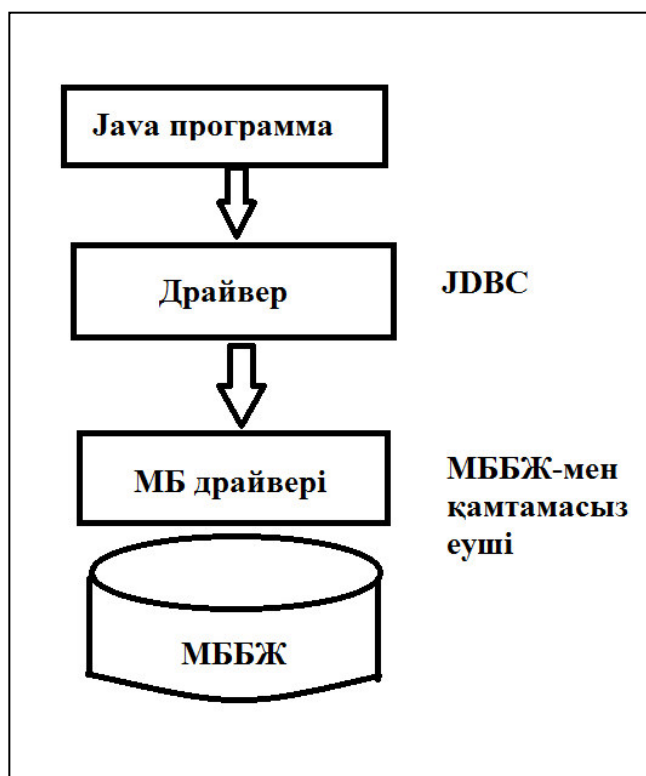 Java программа
Драйвер
JDBC
МБ драйвері
МББЖ-мен
қамтамасыз
еуші
МББЖ